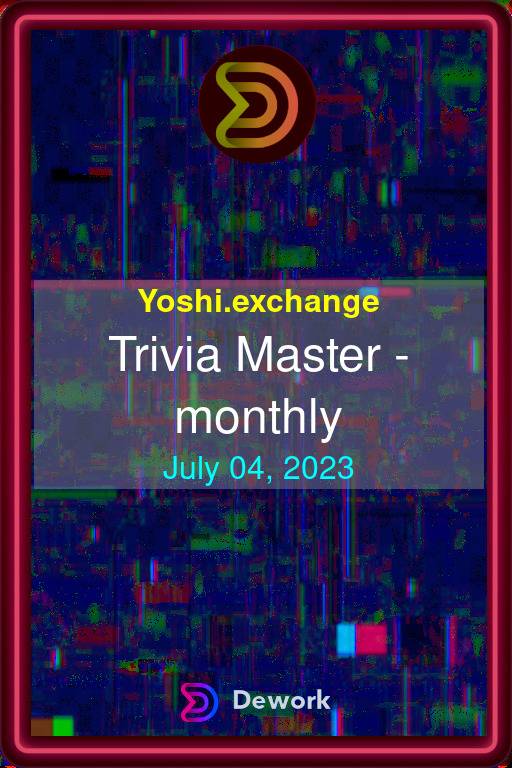 Yoshi.exchange
Trivia Master -
monthly
July 04, 2023
Dework